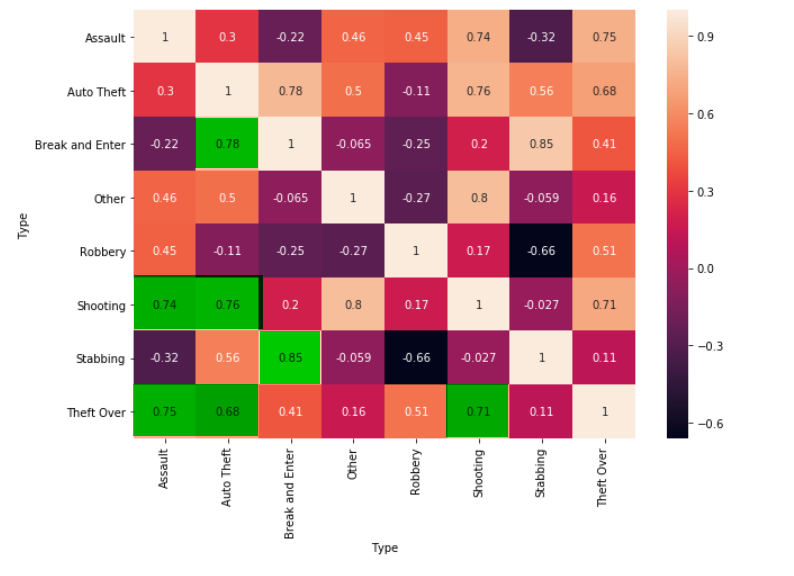 Assault 1 0.3 -0.22 0.46 0.45 0.74 -0.32 0.75
Auto Theft 0.3 1 0.78 0.5 -0.11 0.76 0.56 0.68
Break and Enter -0.22 0.78 1 -0.065 -0.25 0.2 0.85 0.41
Other 0.46 0.5 -0.065 1 -0.27 0.8 -0.059 0.16
Robbery 0.45 -0.11 -0.25 -0.27 1 0.17 -0.66 0.51
Shooting 0.74 0.76 0.2 0.8 0.17 1 -0.027 0.71
Stabbing -0.32 0.56 0.85 -0.059 -0.66 -0.027 1 0.11
Theft Over 0.75 0.68 0.41 0.16 0.51 0.71 0.11 1
Type
Assault Auto Theft Break and Enter Other Robbery Shooting Stabbing Theft Over
Type
0.9
0.6
0.3
0.0
−0.3
−0.6